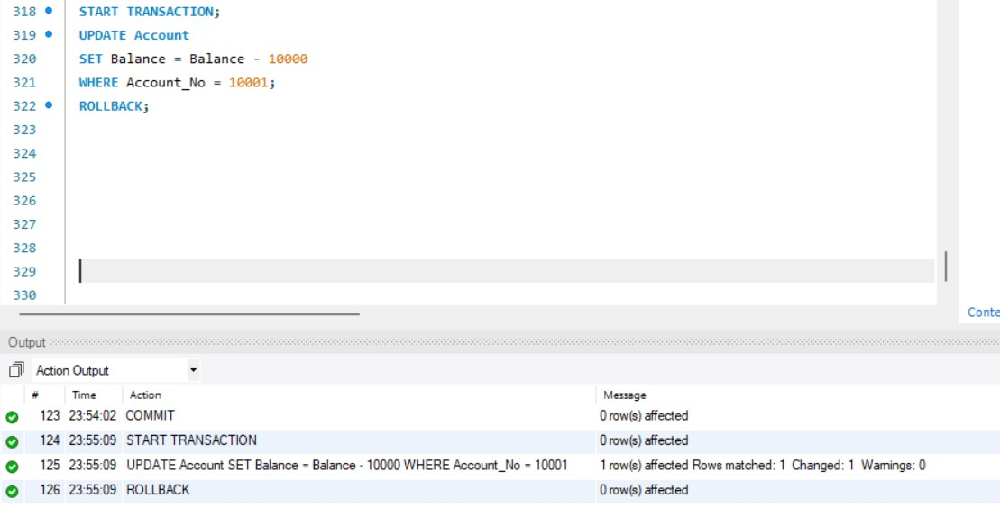 318 START TRANSACTION;
319 UPDATE Account
320 SET Balance = Balance - 10000
321 WHERE Account_No = 10001;
322 ROLLBACK;
323
324
325
326
327
328
329
330
Conte
Output
Action Output
# Time Action Message
123 23:54:02 COMMIT 0 row(s) affected
124 23:55:09 START TRANSACTION 0 row(s) affected
125 23:55:09 UPDATE Account SET Balance = Balance - 10000 WHERE Account_No = 10001 1 row(s) affected Rows matched: 1 Changed: 1 Warnings: 0
126 23:55:09 ROLLBACK 0 row(s) affected